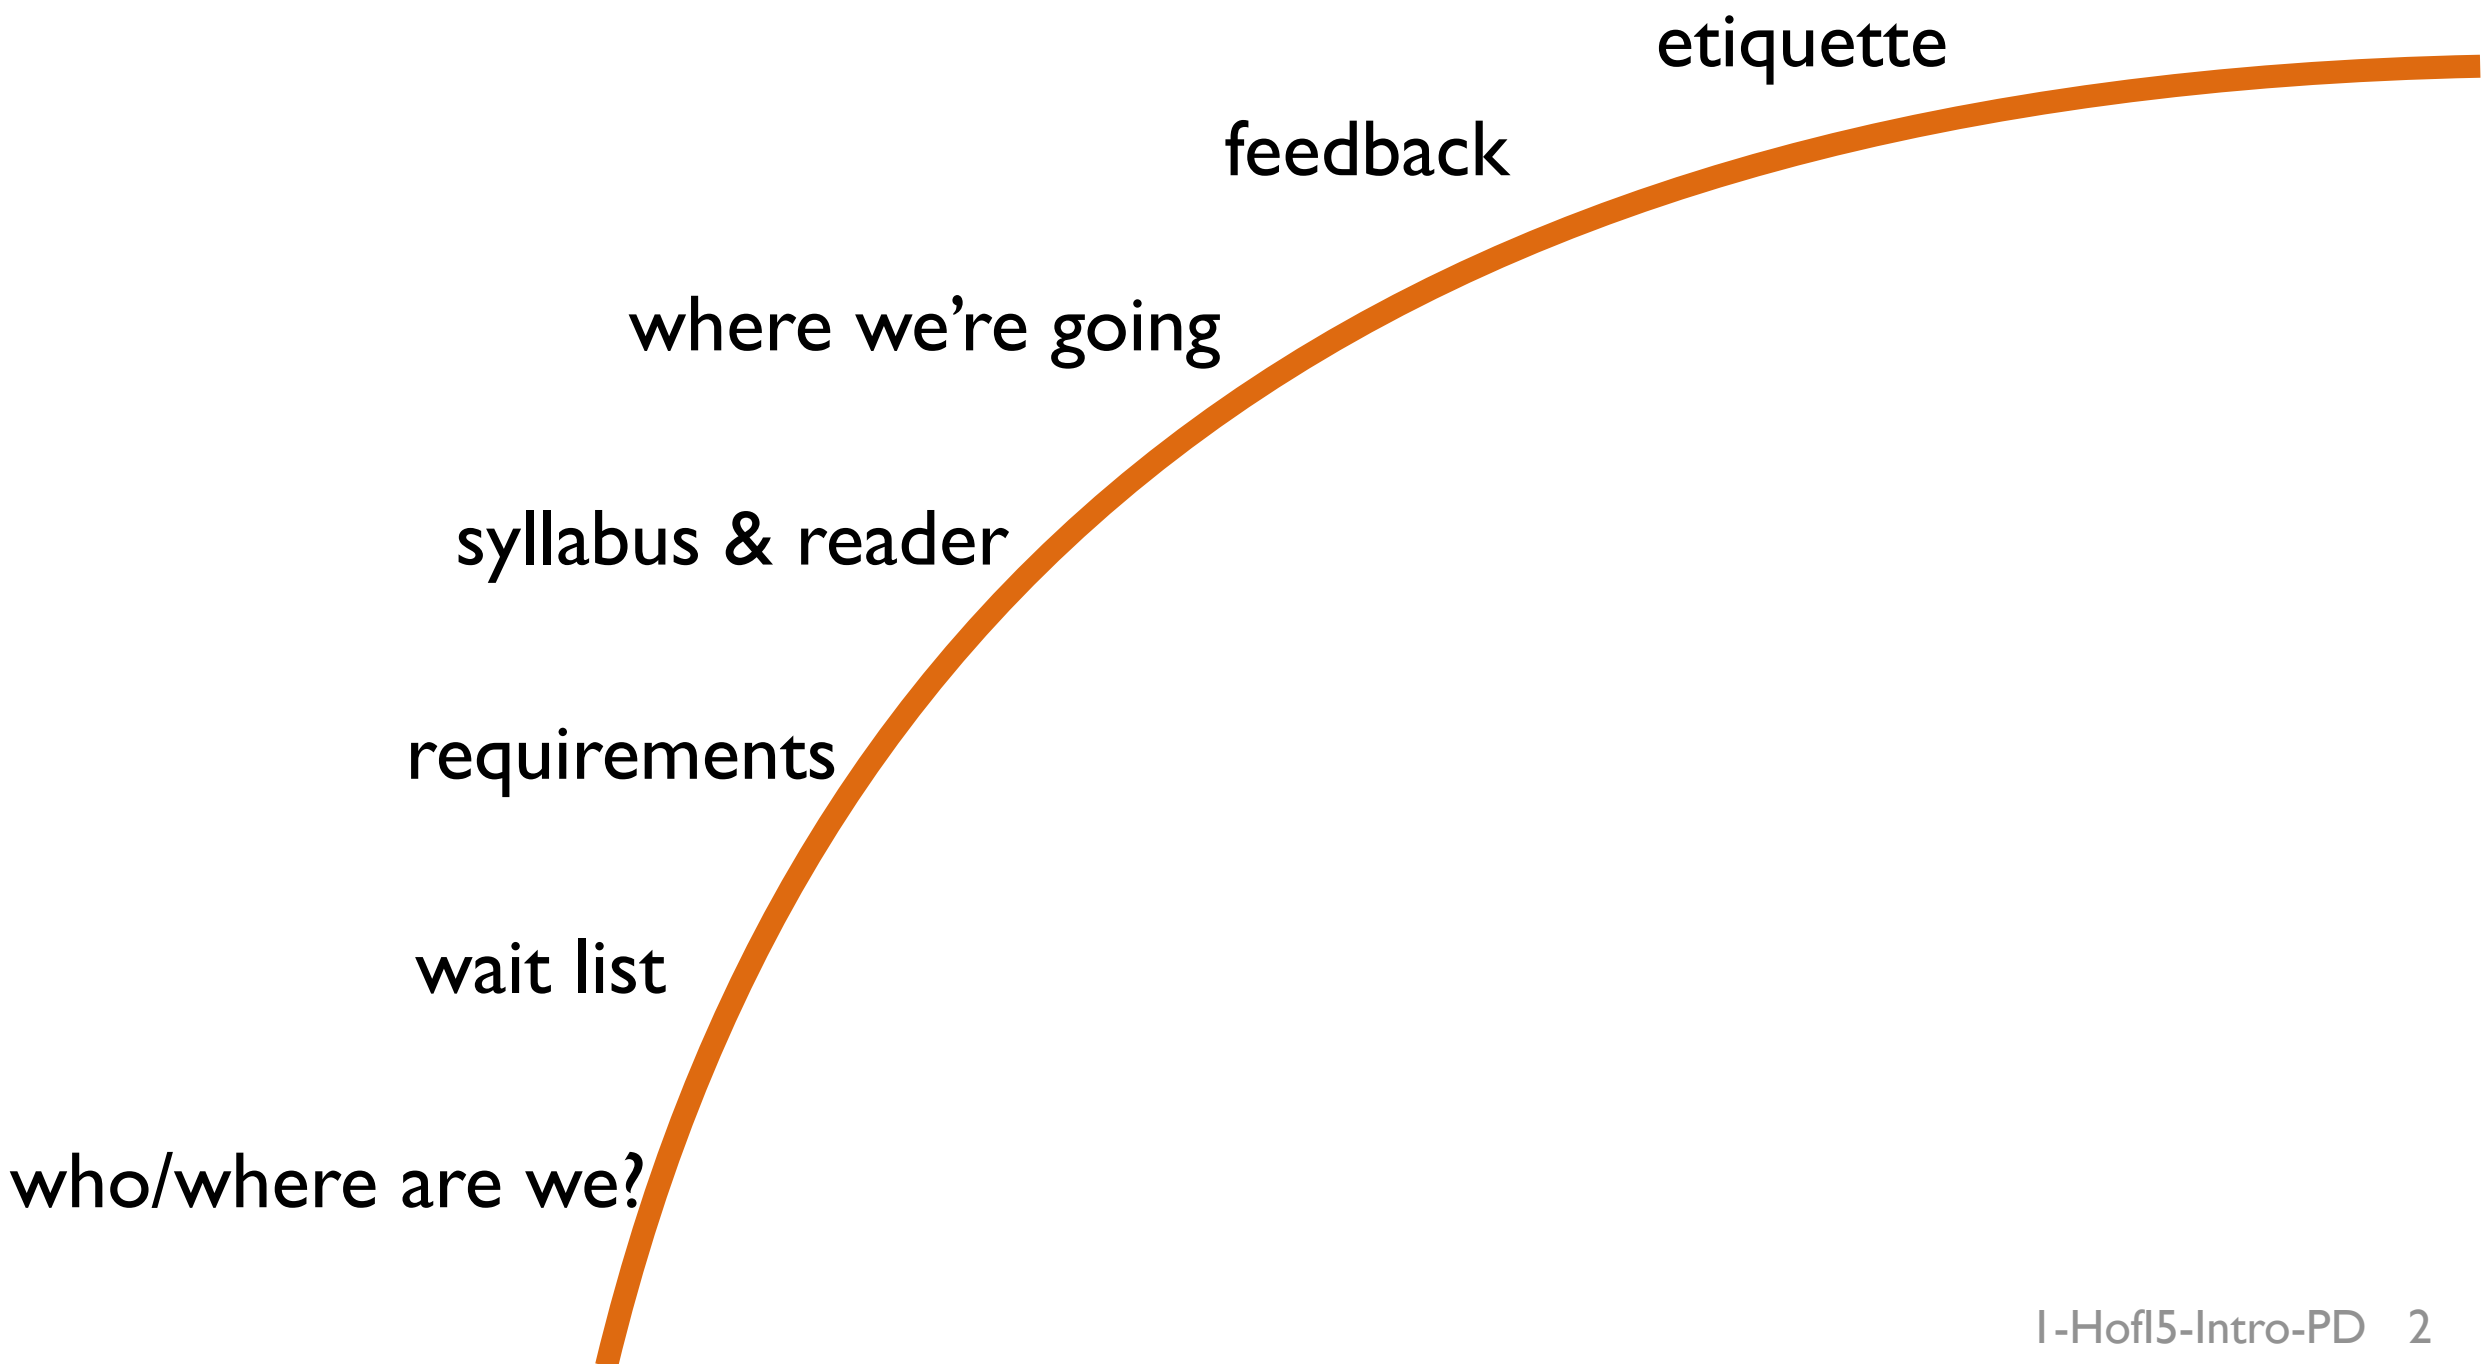 etiquette
feedback
where we’re going
syllabus & reader
requirements
wait list
who/where are we?
1-Hofl5-Intro-PD 2